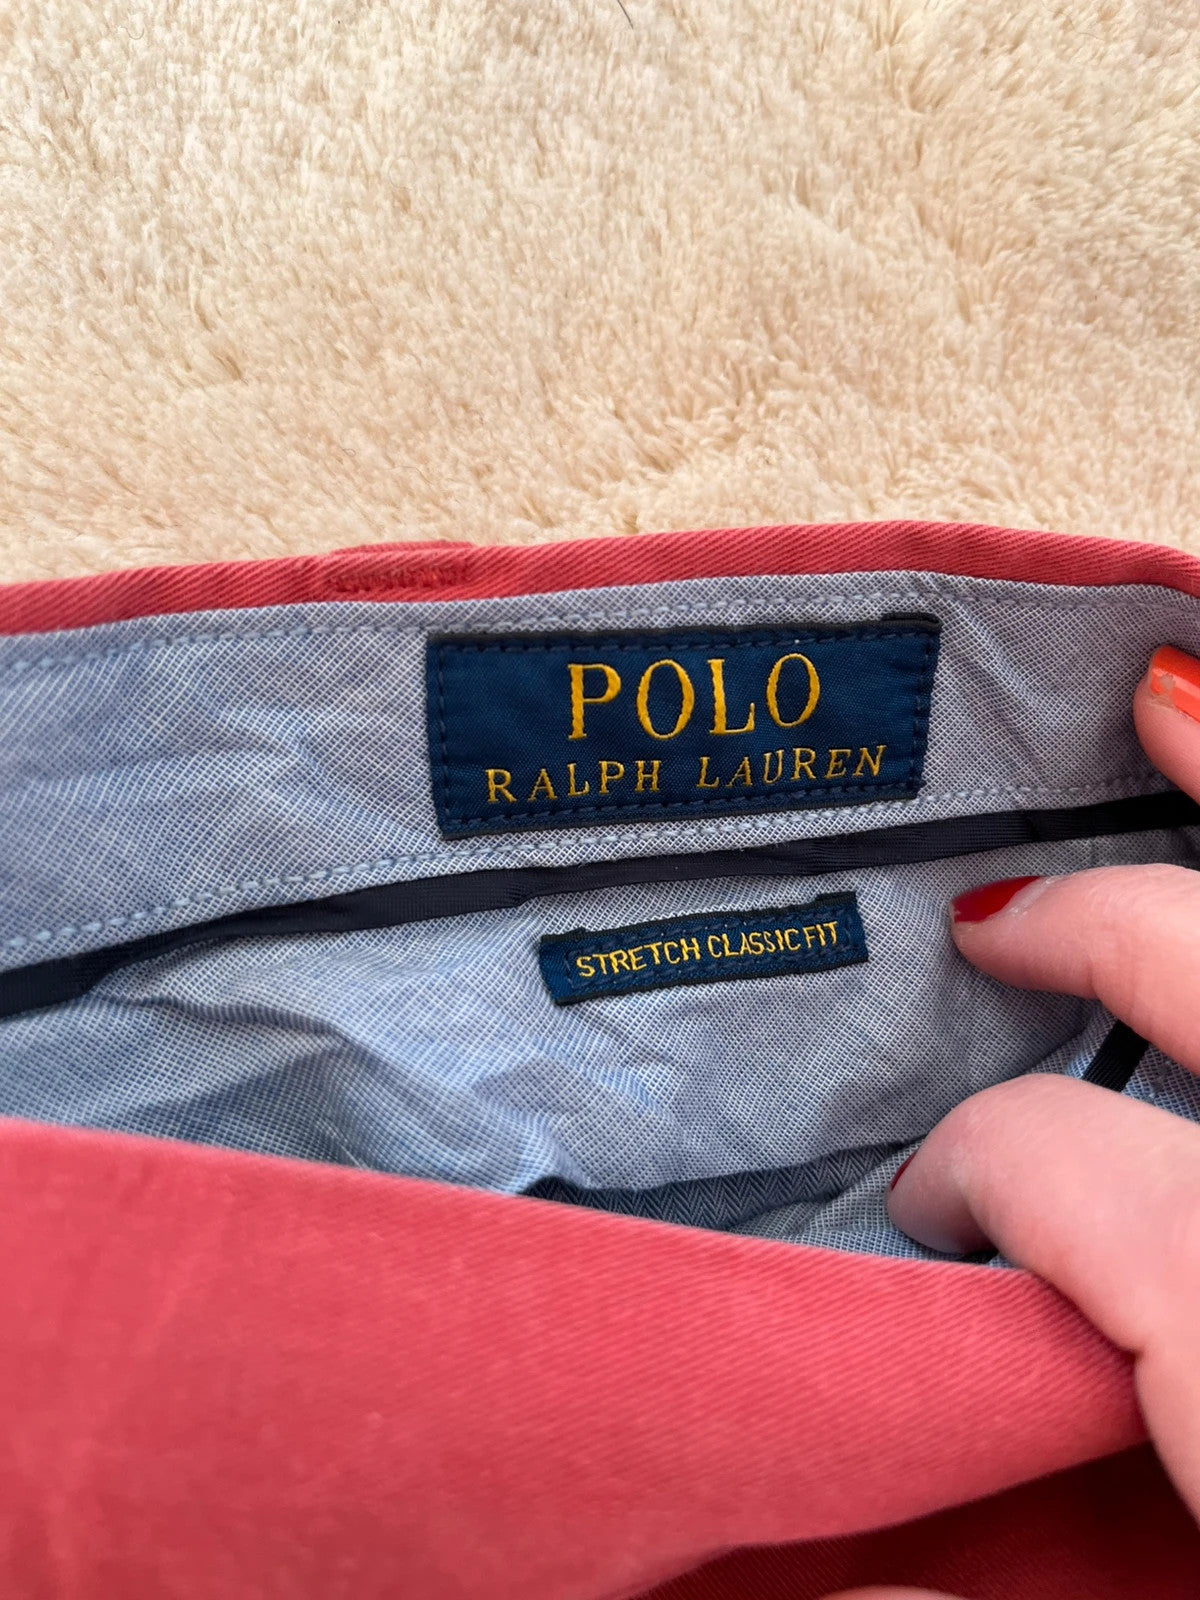 POLO
RALPH LAUREN
STRETCH CLASSIC FIT